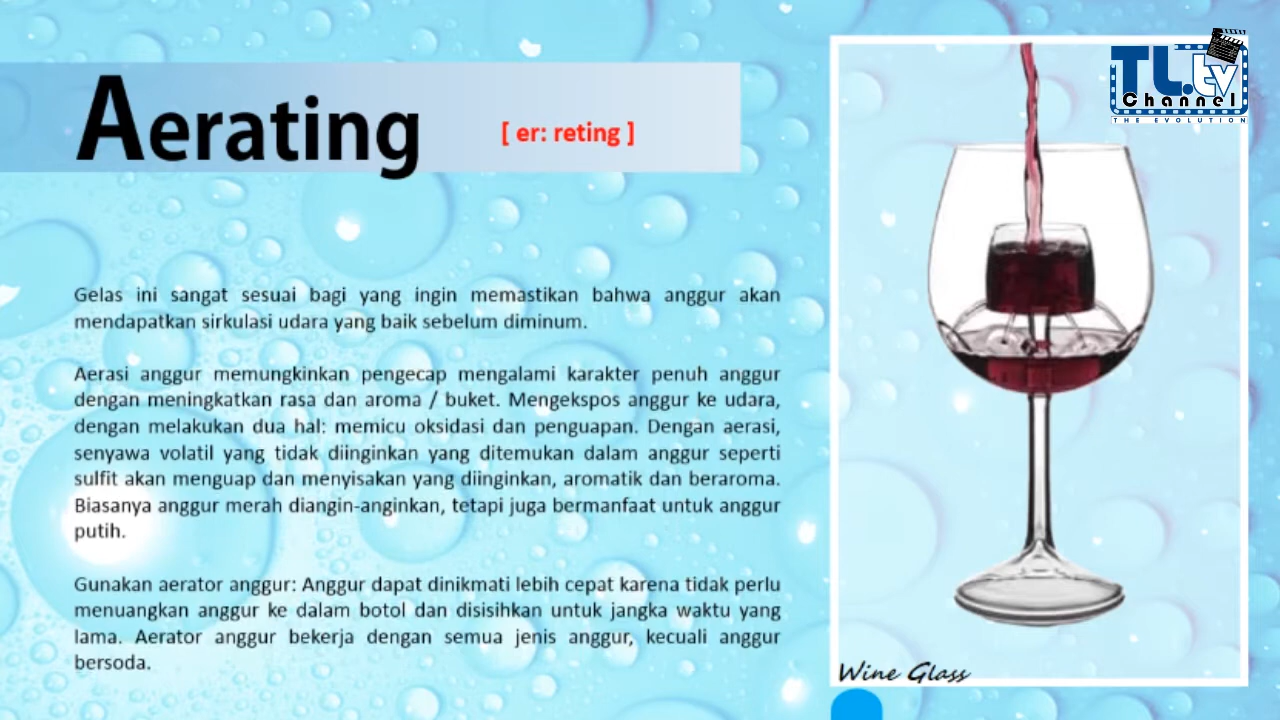 Aerating
[ er: reting ]
Gelas ini sangat sesuai bagi yang ingin memastikan bahwa anggur akan
mendapatkan sirkulasi udara yang baik sebelum diminum.
Aerasi anggur memungkinkan pengecap mengalami karakter penuh anggur
dengan meningkatkan rasa dan aroma / buket. Mengekspos anggur ke udara,
dengan melakukan dua hal: memicu oksidasi dan penguapan. Dengan aerasi,
senyawa volatil yang tidak diinginkan yang ditemukan dalam anggur seperti
sulfit akan menguap dan menyisakan yang diinginkan, aromatik dan beraroma.
Biasanya anggur merah diangin-anginkan, tetapi juga bermanfaat untuk anggur
putih.
Gunakan aerator anggur: Anggur dapat dinikmati lebih cepat karena tidak perlu
menuangkan anggur ke dalam botol dan disisihkan untuk jangka waktu yang
lama. Aerator anggur bekerja dengan semua jenis anggur, kecuali anggur
bersoda.
TL.tv
Channel
THE EVOLUTION
Wine Glass